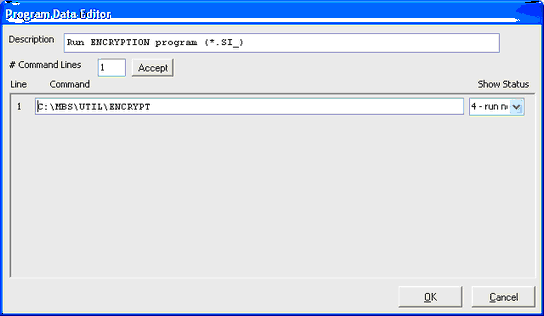 Program Data Editor
Description Run ENCRYPTION program (*.SI_)
# Command Lines 1 Accept
Line Command Show Status
1 C:\MBS\UTIL\ENCRYPT 4 - run
OK Cancel